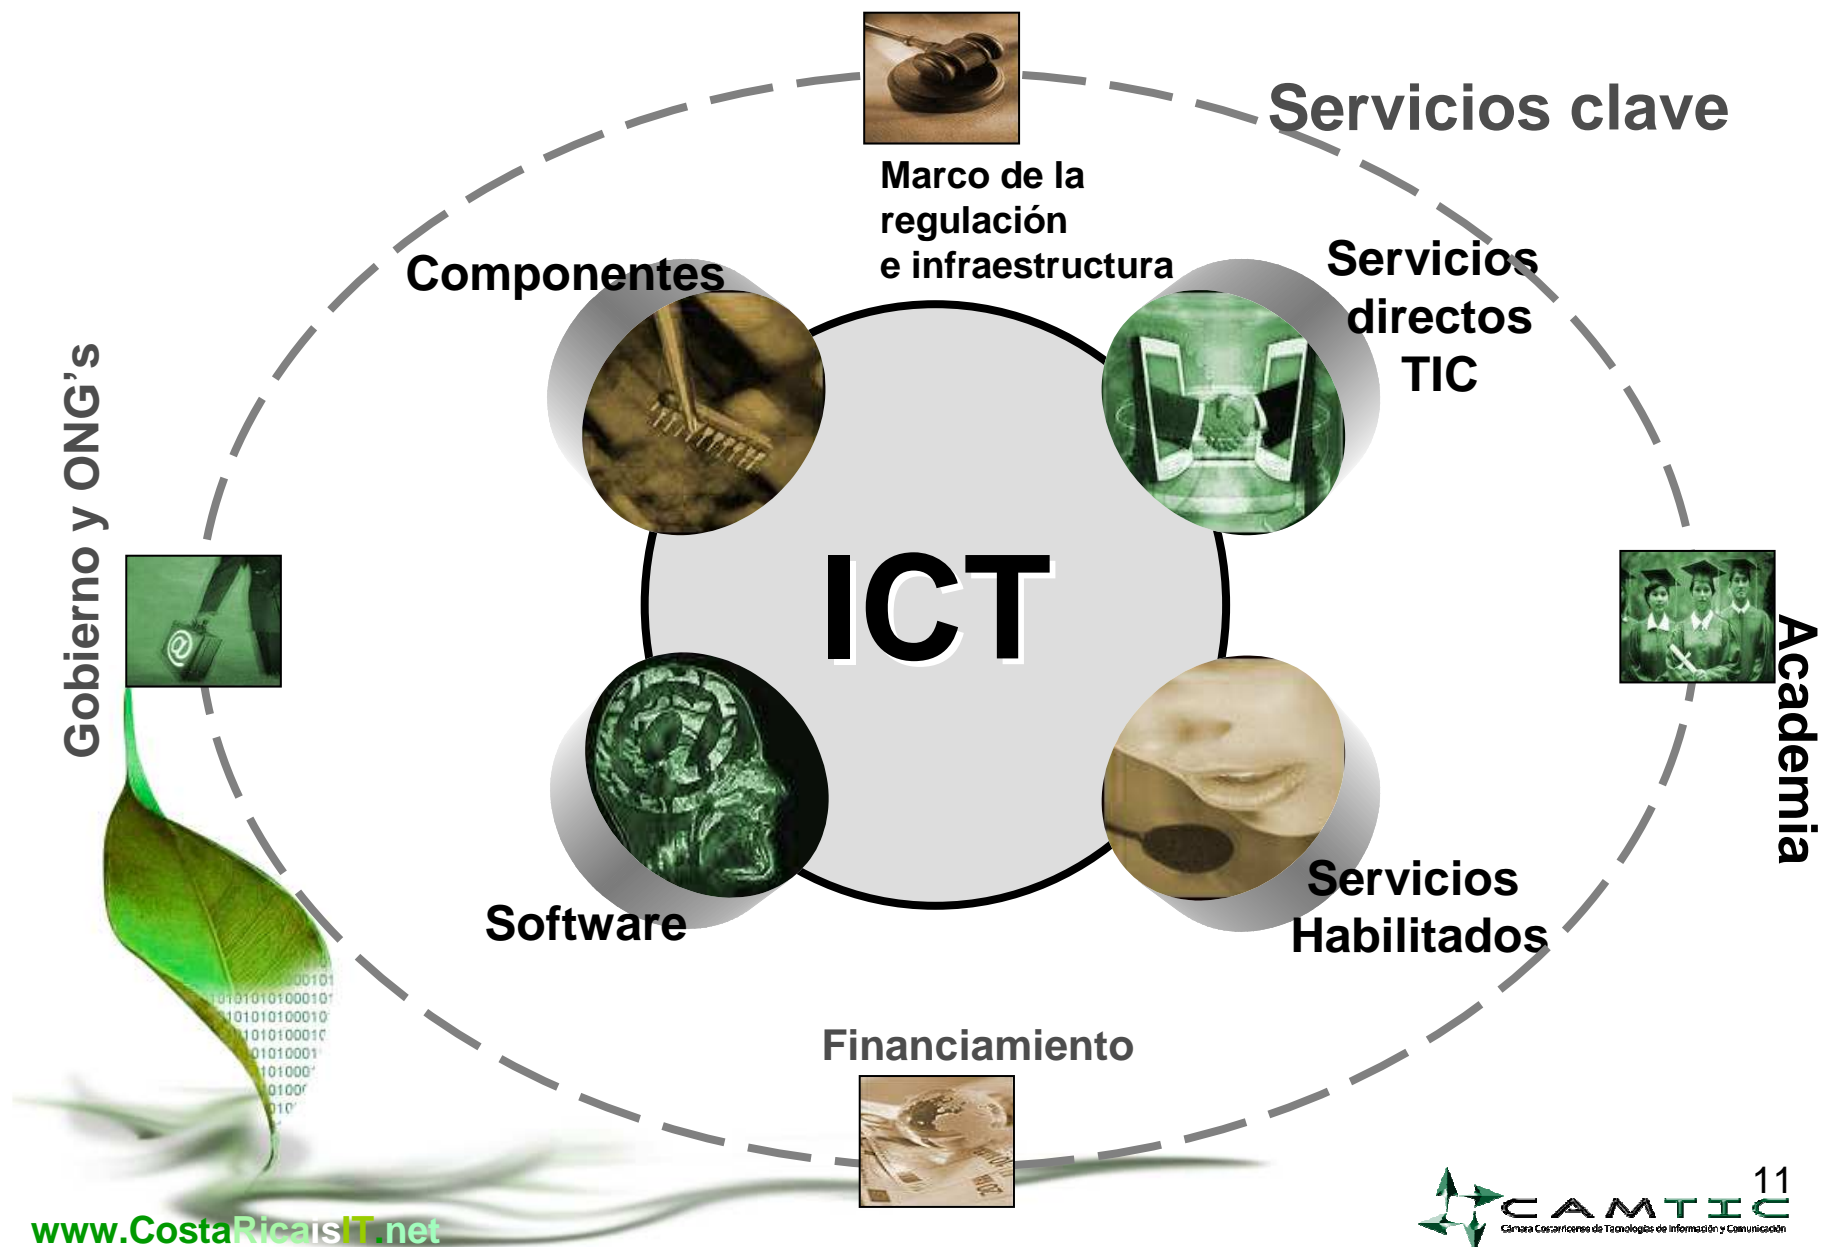 Servicios clave
Marco de la
regulación
e infraestructura
Componentes
Servicios
directos
TIC
Gobierno y ONG's
ICT
@
Academia
Software
Servicios
Habilitados
Financiamiento
www.CostaRicaisIT.net
11
CAMTIC
Cámara Costarricense de Tecnologías de Información y Comunicación